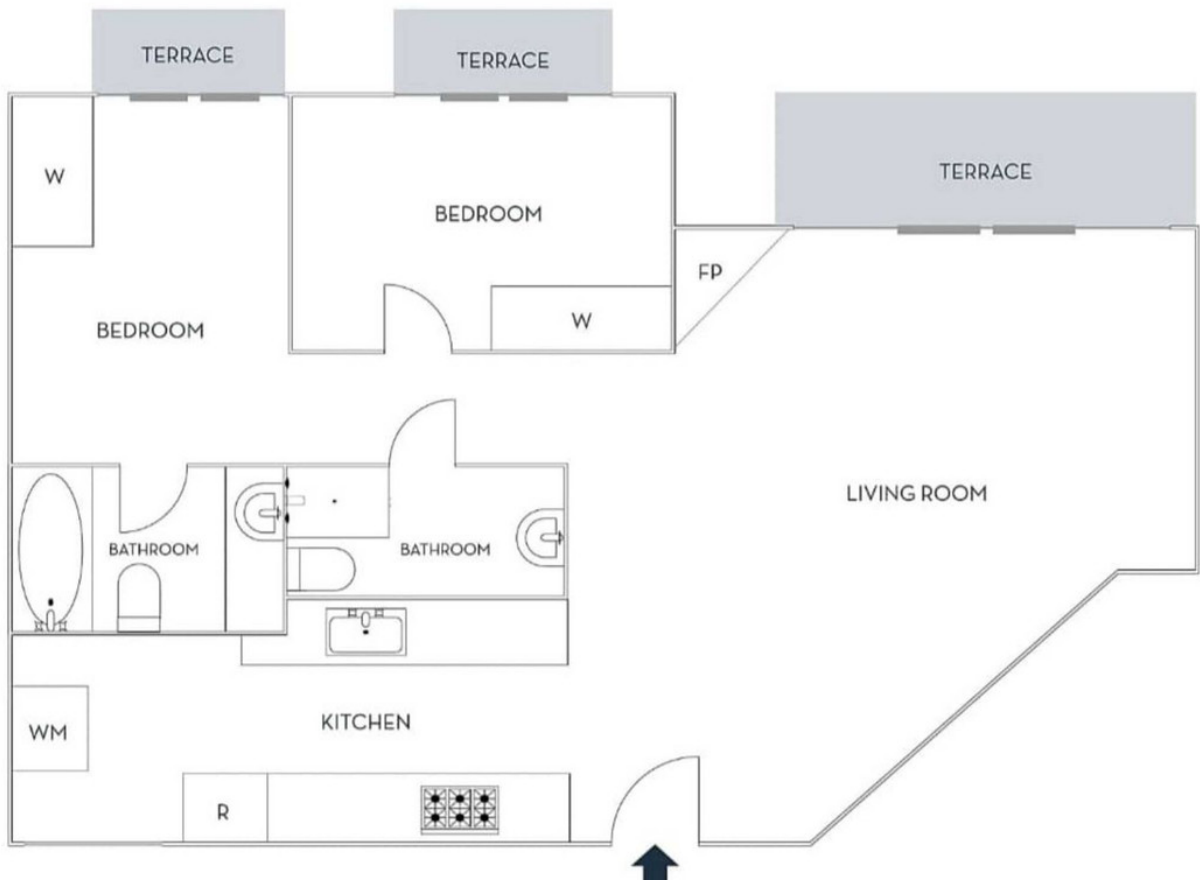 TERRACE
TERRACE
TERRACE
W
BEDROOM
FP
W
BEDROOM
LIVING ROOM
BATHROOM
BATHROOM
KITCHEN
WM
R